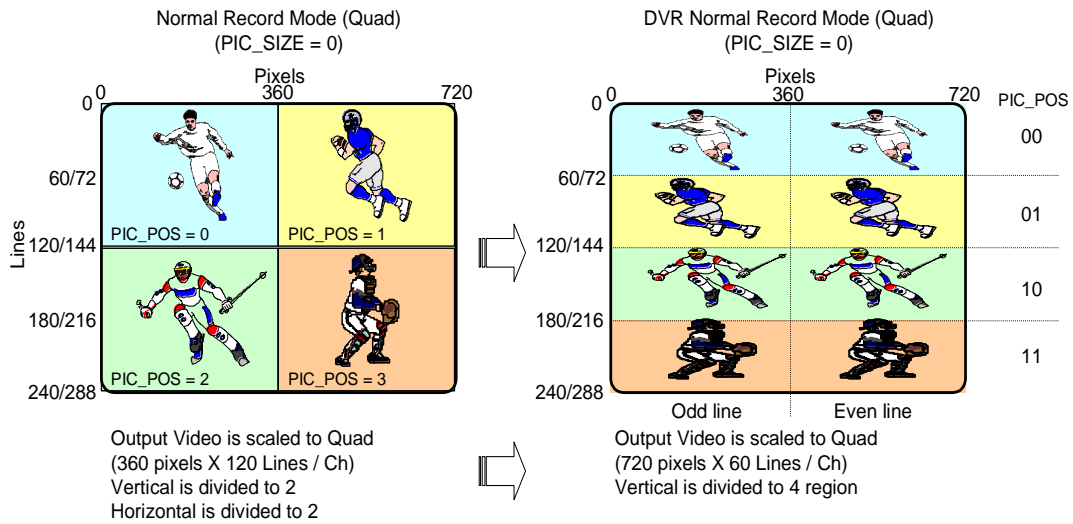 Normal Record Mode (Quad)
(PIC_SIZE = 0)
Pixels
0 360 720
0
60/72
120/144
180/216
240/288
Lines
PIC_POS = 0
PIC_POS = 1
PIC_POS = 2
PIC_POS = 3
Output Video is scaled to Quad
(360 pixels X 120 Lines / Ch)
Vertical is divided to 2
Horizontal is divided to 2
DVR Normal Record Mode (Quad)
(PIC_SIZE = 0)
Pixels
0 360 720
PIC_POS
0
60/72
120/144
180/216
240/288
00
01
10
11
Odd line
Even line
Output Video is scaled to Quad
(720 pixels X 60 Lines / Ch)
Vertical is divided to 4 region